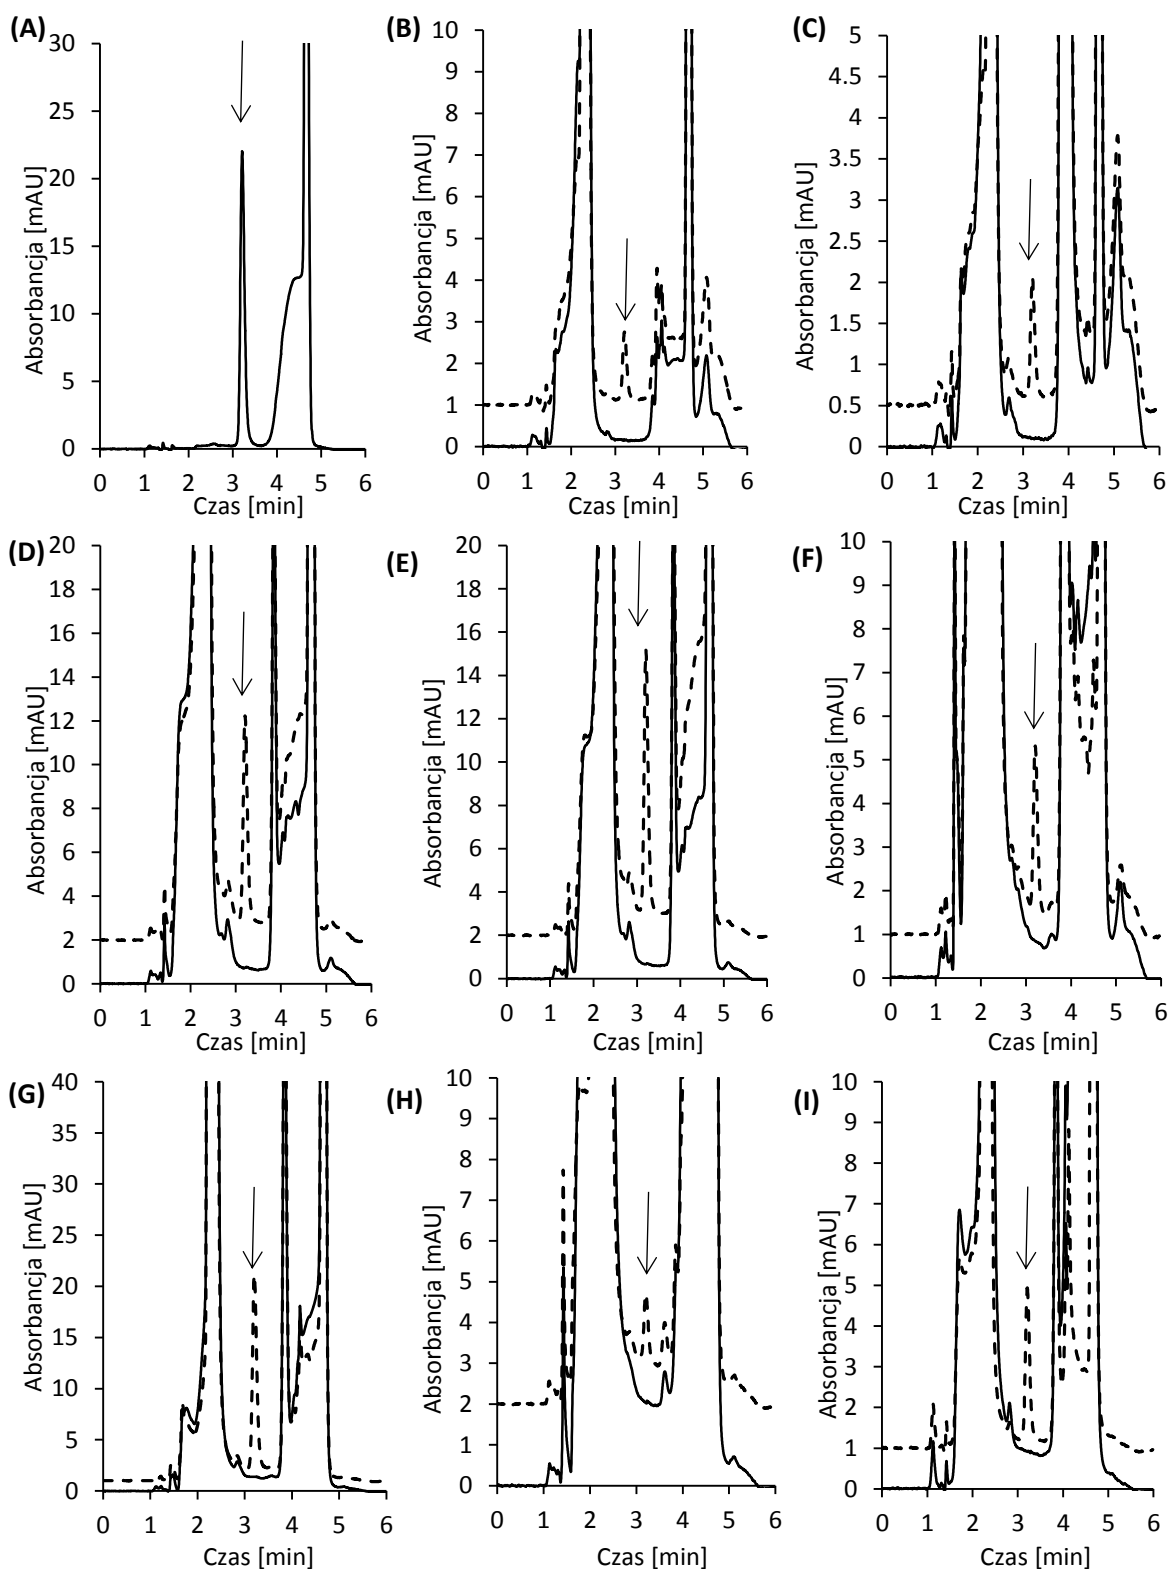 (A)
30
25
20
15
10
5
0
Absorbancja [mAU]
0 1 2 3 4 5 6
Czas [min]
(B)
10
9
8
7
6
5
4
3
2
1
0
Absorbancja [mAU]
0 1 2 3 4 5 6
Czas [min]
(C)
5
4.5
4
3.5
3
2.5
2
1.5
1
0.5
0
Absorbancja [mAU]
0 1 2 3 4 5 6
Czas [min]
(D)
20
18
16
14
12
10
8
6
4
2
0
Absorbancja [mAU]
0 1 2 3 4 5 6
Czas [min]
(E)
20
18
16
14
12
10
8
6
4
2
0
Absorbancja [mAU]
0 1 2 3 4 5 6
Czas [min]
(F)
10
9
8
7
6
5
4
3
2
1
0
Absorbancja [mAU]
0 1 2 3 4 5 6
Czas [min]
(G)
40
35
30
25
20
15
10
5
0
Absorbancja [mAU]
0 1 2 3 4 5 6
Czas [min]
(H)
10
9
8
7
6
5
4
3
2
1
0
Absorbancja [mAU]
0 1 2 3 4 5 6
Czas [min]
(I)
10
9
8
7
6
5
4
3
2
1
0
Absorbancja [mAU]
0 1 2 3 4 5 6
Czas [min]